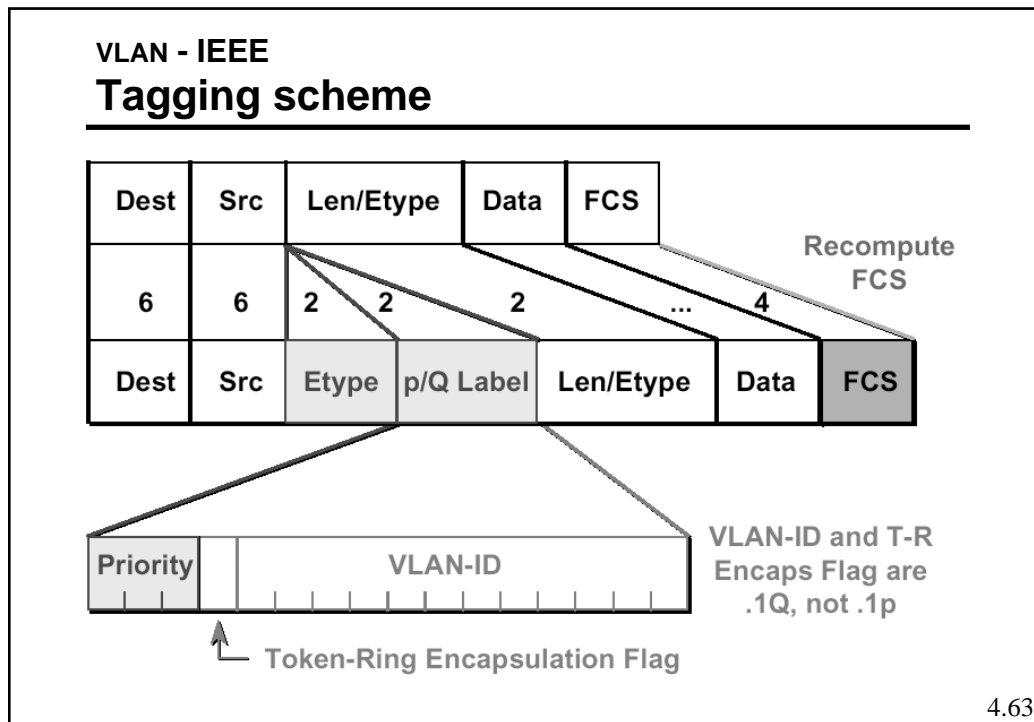 VLAN - IEEE
Tagging scheme
Dest Src Len/Etype Data FCS
Recompute
FCS
6 6 2 2 2 ... 4
Dest Src Etype p/Q Label Len/Etype Data FCS
Priority VLAN-ID
VLAN-ID and T-R
Encaps Flag are
.1Q, not .1p
Token-Ring Encapsulation Flag
4.63